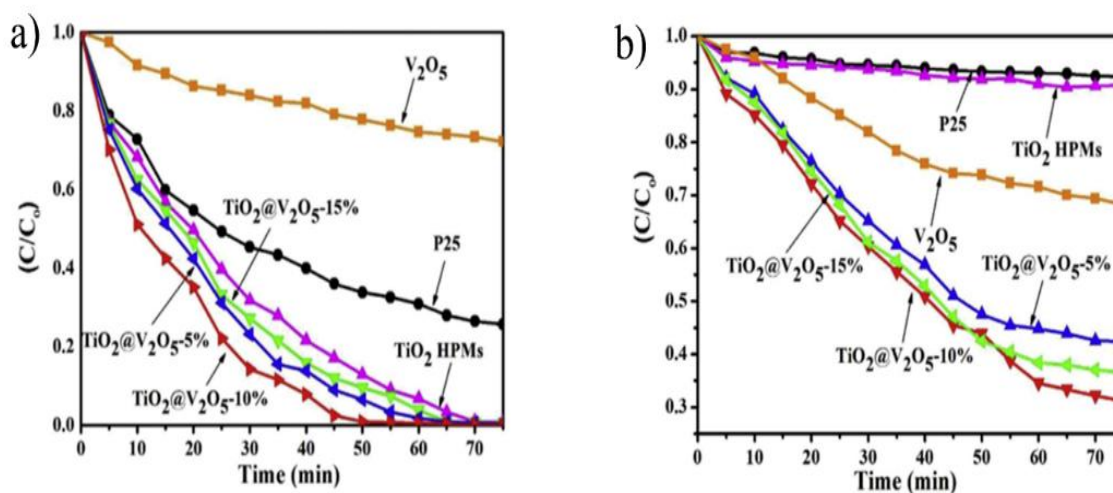 a)
(C/Cₒ)
1.0
0.8
0.6
0.4
0.2
0.0
V₂O₅
TiO₂@V₂O₅-15%
P25
TiO₂@V₂O₅-5%
TiO₂ HPMs
TiO₂@V₂O₅-10%
0 10 20 30 40 50 60 70
Time (min)
b)
(C/Cₒ)
1.0
0.9
0.8
0.7
0.6
0.5
0.4
0.3
P25
TiO₂ HPMs
V₂O₅
TiO₂@V₂O₅-15%
TiO₂@V₂O₅-5%
TiO₂@V₂O₅-10%
0 10 20 30 40 50 60 70
Time (min)